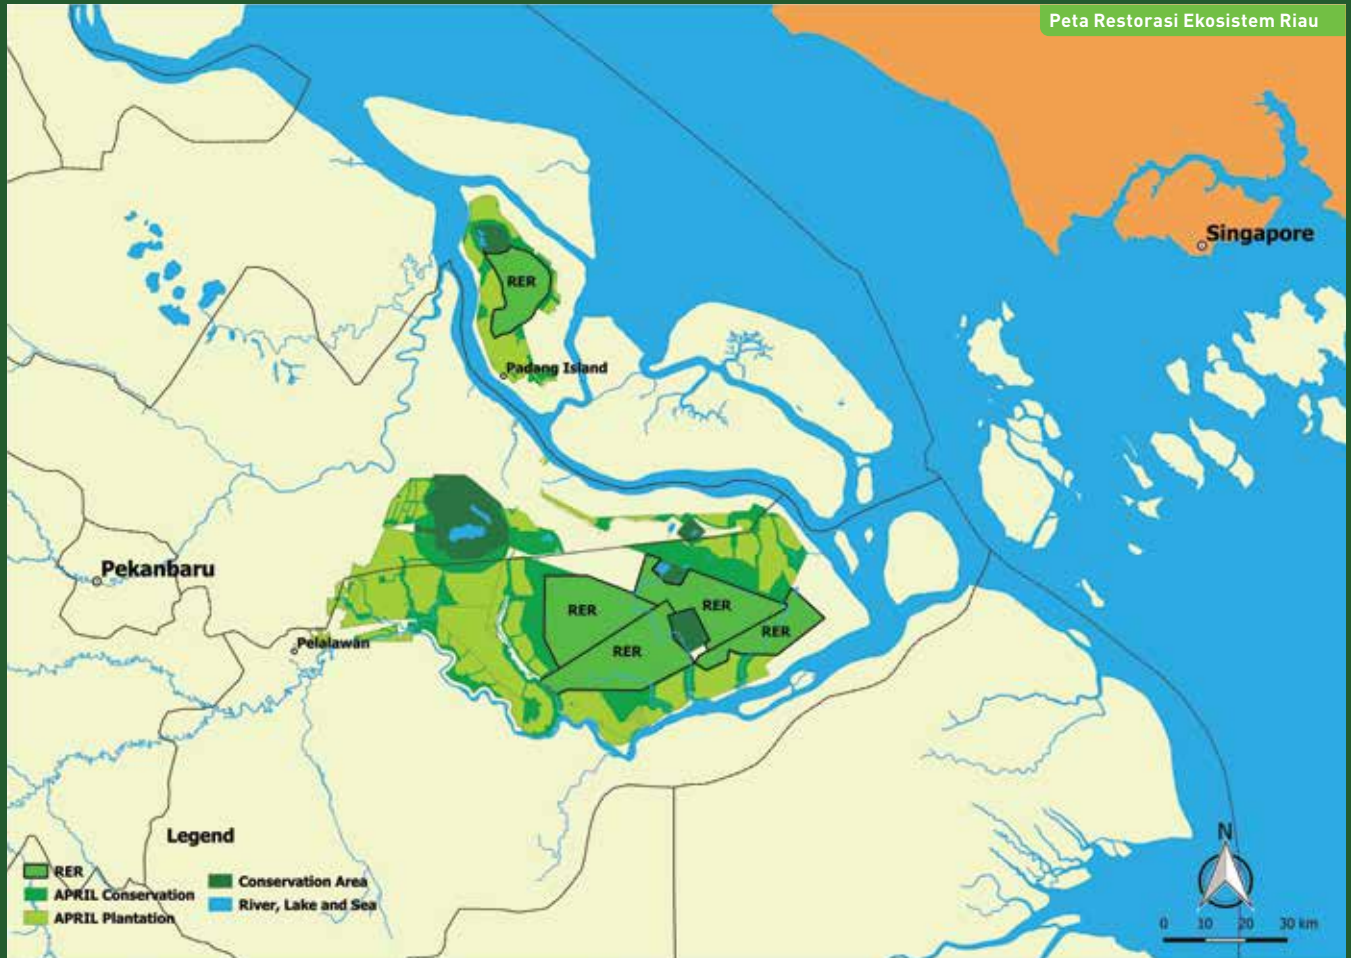 Peta Restorasi Ekosistem Riau
Singapore
RER
Padang Island
Pekanbaru
RER
RER
RER
RER
Pelalawan
Legend
RER
APRIL Conservation
APRIL Plantation
Conservation Area
River, Lake and Sea
N
0 10 20 30 km